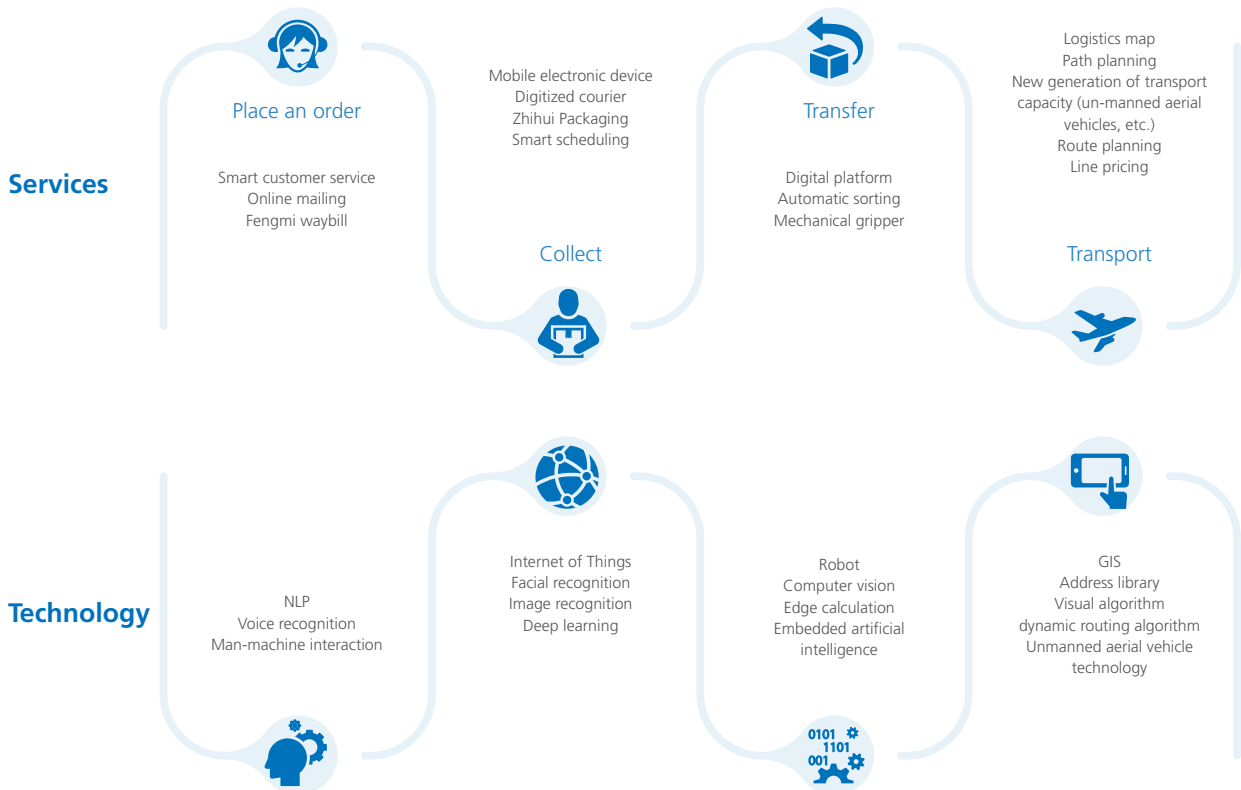 Services
Place an order
Smart customer service
Online mailing
Fengmi waybill
Mobile electronic device
Digitized courier
Zhihui Packaging
Smart scheduling
Collect
Transfer
Digital platform
Automatic sorting
Mechanical gripper
Logistics map
Path planning
New generation of transport
capacity (un-manned aerial
vehicles, etc.)
Route planning
Line pricing
Transport
Technology
NLP
Voice recognition
Man-machine interaction
Internet of Things
Facial recognition
Image recognition
Deep learning
Robot
Computer vision
Edge calculation
Embedded artificial
intelligence
0101
1101
001
GIS
Address library
Visual algorithm
dynamic routing algorithm
Unmanned aerial vehicle
technology